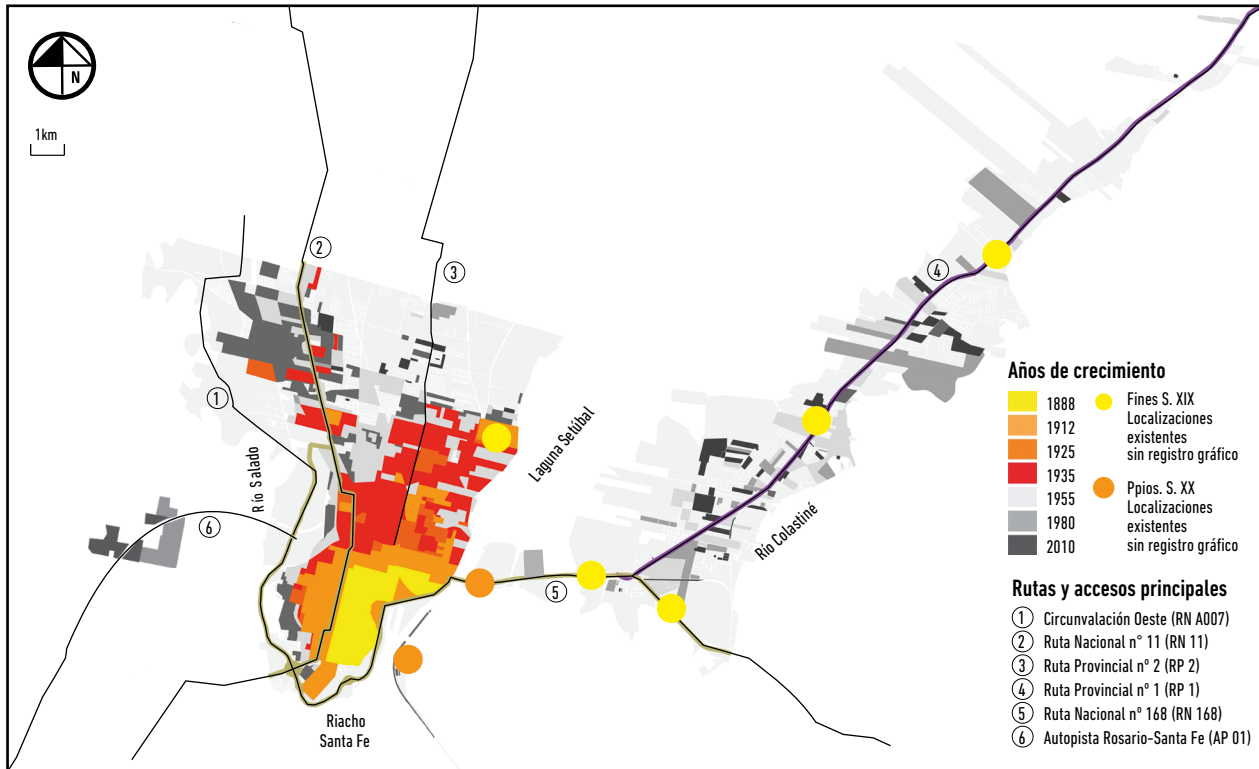 N
1km
2
3
1
4
5
6
Río Salado
Laguna Setúbal
Río Colastiné
Riacho
Santa Fe
Años de crecimiento
1888
1912
1925
1935
1955
1980
2010
Fines S. XIX
Localizaciones
existentes
sin registro gráfico
Ppios. S. XX
Localizaciones
existentes
sin registro gráfico
Rutas y accesos principales
1 Circunvalación Oeste (RN A007)
2 Ruta Nacional n° 11 (RN 11)
3 Ruta Provincial nº 2 (RP 2)
4 Ruta Provincial nº 1 (RP 1)
5 Ruta Nacional nº 168 (RN 168)
6 Autopista Rosario-Santa Fe (AP 01)